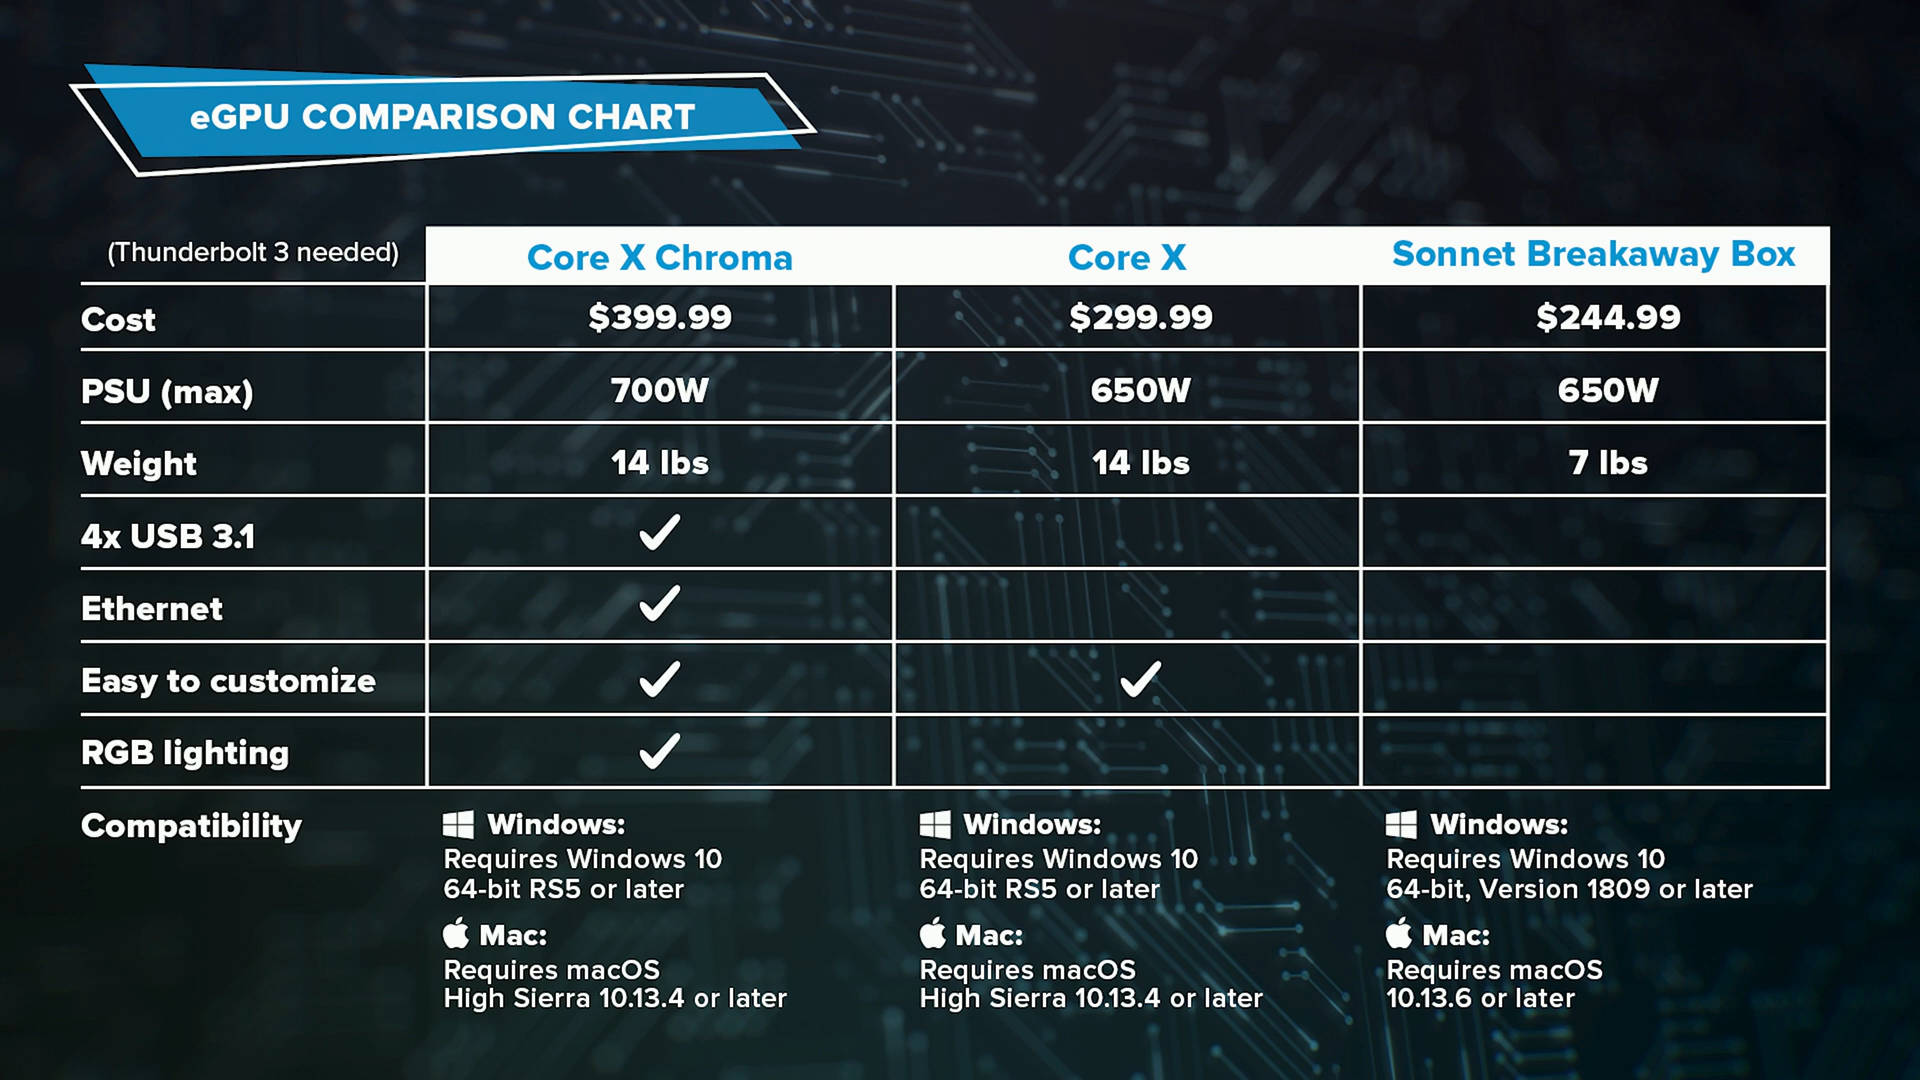 eGPU COMPARISON CHART
(Thunderbolt 3 needed) Core X Chroma Core X Sonnet Breakaway Box
Cost $399.99 $299.99 $244.99
PSU (max) 700W 650W 650W
Weight 14 lbs 14 lbs 7 lbs
4x USB 3.1
Ethernet
Easy to customize
RGB lighting
Compatibility
Windows:
Requires Windows 10
64-bit RS5 or later
Mac:
Requires macOS
High Sierra 10.13.4 or later
Windows:
Requires Windows 10
64-bit RS5 or later
Mac:
Requires macOS
High Sierra 10.13.4 or later
Windows:
Requires Windows 10
64-bit, Version 1809 or later
Mac:
Requires macOS
10.13.6 or later